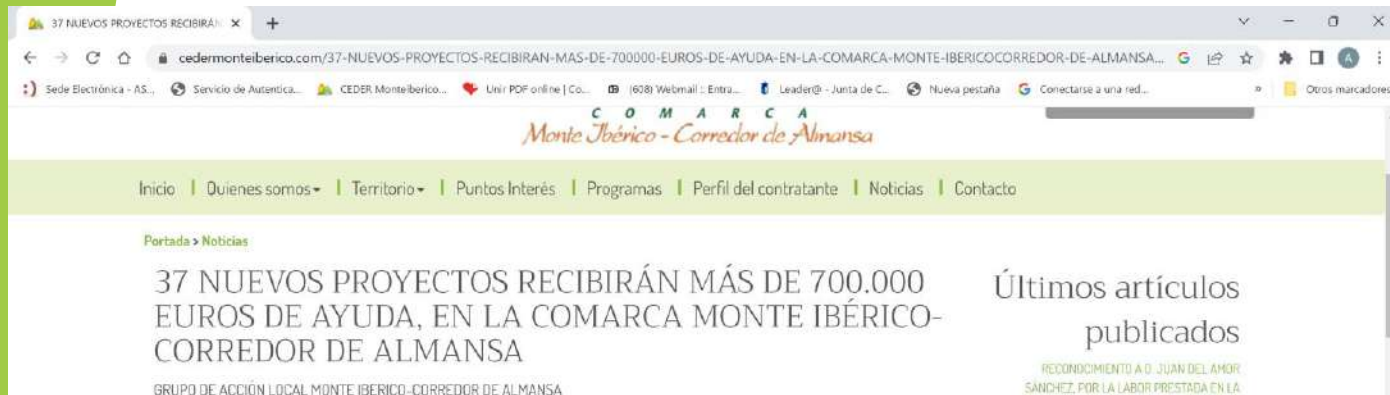 37 NUEVOS PROYECTOS RECIBIRÁN
cedermonteiberico.com/37-NUEVOS-PROYECTOS-RECIBIRAN-MAS-DE-700000-EUROS-DE-AYUDA-EN-LA-COMARCA-MONTE-IBERICOCORREDOR-DE-ALMANSA...
Sede Electrónica - AS... Servicio de Autentica... CEDER Monteiberico... Unir PDF online | Co... (608) Webmail :: Entra... Leader@ - Junta de C... Nueva pestaña Conectarse a una red... » Otros marcadores
COMARCA
Monte Ibérico - Corredor de Almansa
Inicio | Quienes somos | Territorio | Puntos Interés | Programas | Perfil del contratante | Noticias | Contacto
Portada > Noticias
37 NUEVOS PROYECTOS RECIBIRÁN MÁS DE 700.000
EUROS DE AYUDA, EN LA COMARCA MONTE IBÉRICO-
CORREDOR DE ALMANSA
GRUPO DE ACCIÓN LOCAL MONTE IBERICO-CORREDOR DE ALMANSA
Últimos artículos
publicados
RECONOCIMIENTO A D. JUAN DEL AMOR
SÁNCHEZ, POR LA LABOR PRESTADA EN LA